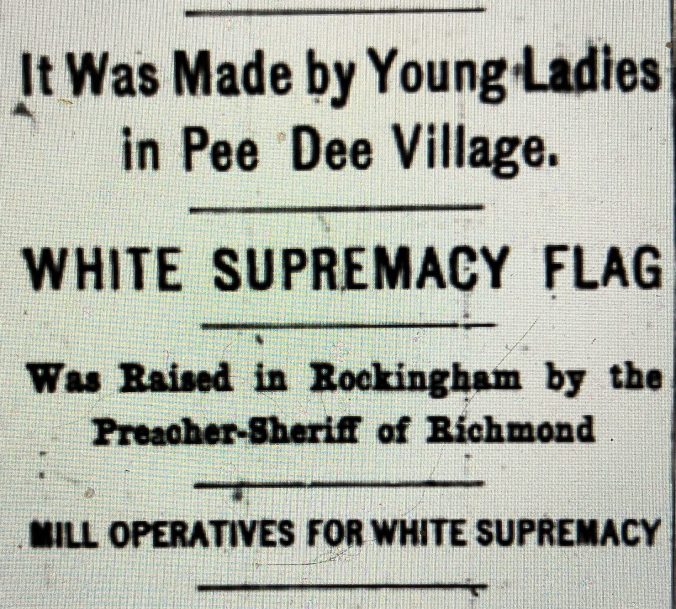 It Was Made by Young Ladies
in Pee Dee Village.
WHITE SUPREMACY FLAG
Was Raised in Rockingham by the
Preacher-Sheriff of Richmond
MILL OPERATIVES FOR WHITE SUPREMACY